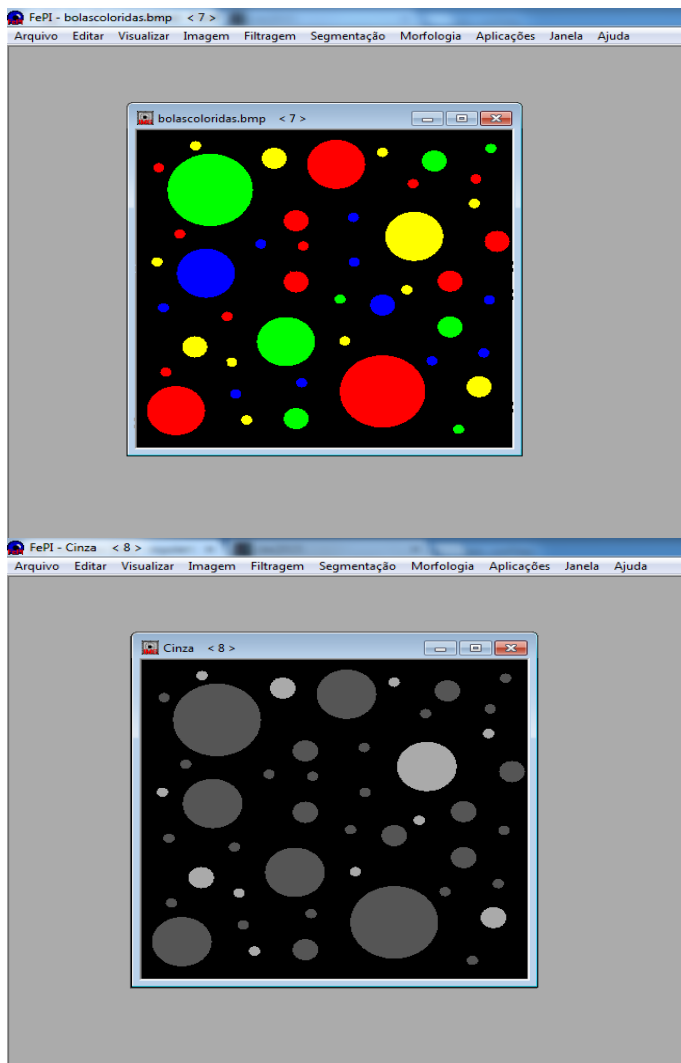 FePI - bolascoloridas.bmp < 7 >
Arquivo Editar Visualizar Imagem Filtragem Segmentação Morfologia Aplicações Janela Ajuda
bolascoloridas.bmp < 7 >
FePI - Cinza < 8 >
Arquivo Editar Visualizar Imagem Filtragem Segmentação Morfologia Aplicações Janela Ajuda
Cinza < 8 >